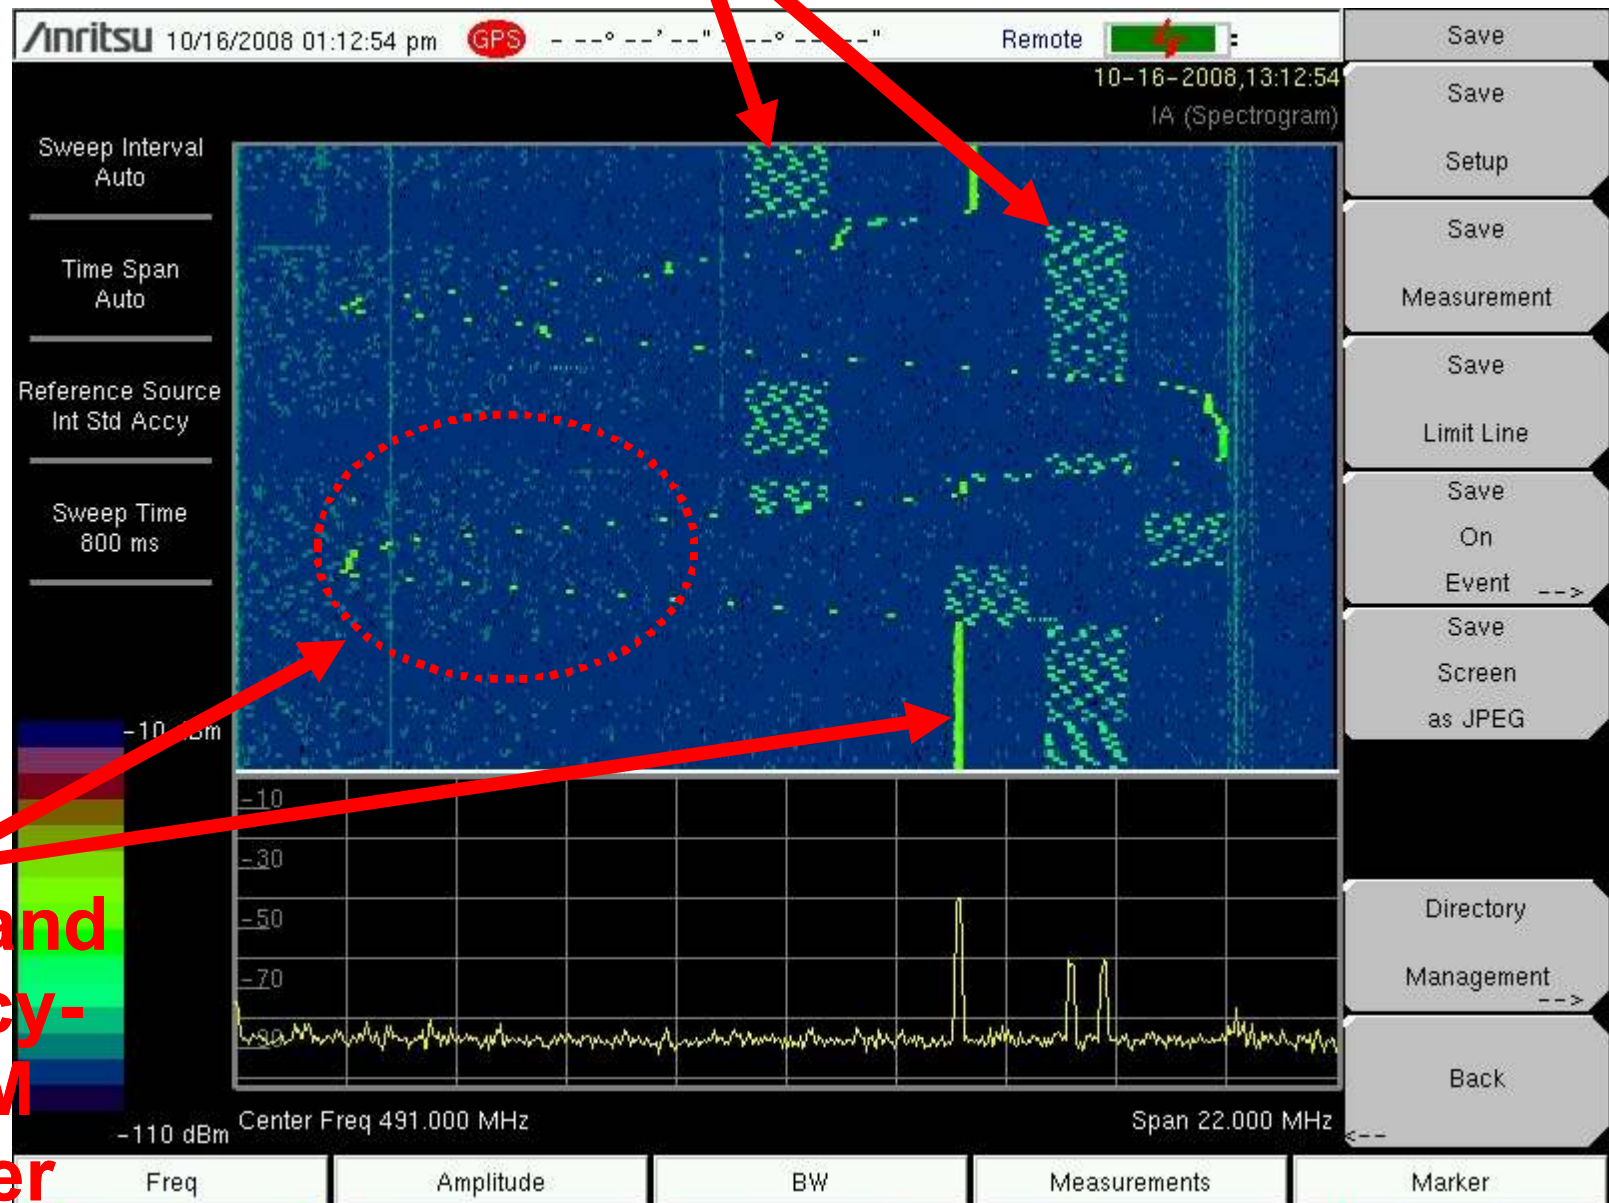 Anritsu 10/16/2008 01:12:54 pm GPS - --° --'--" --° -- --" Remote
10-16-2008,13:12:54
IA (Spectrogram)
Sweep Interval
Auto
Time Span
Auto
Reference Source
Int Std Accy
Sweep Time
800 ms
-10 dBm
-110 dBm
-10
-30
-50
-70
-90
Center Freq 491.000 MHz
Span 22.000 MHz
and
cy-
M
er
Save
Save
Setup
Save
Measurement
Save
Limit Line
Save
On
Event -->
Save
Screen
as JPEG
Directory
Management
-->
Back
<--
Freq
Amplitude
BW
Measurements
Marker